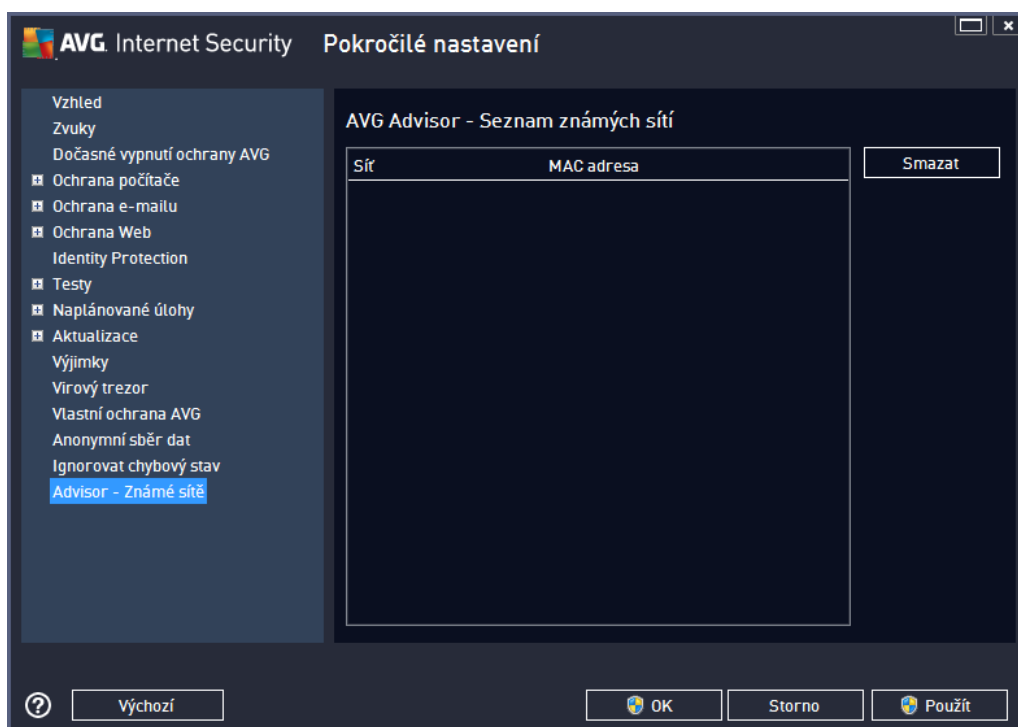 AVG. Internet Security Pokročilé nastavení
Vzhled
Zvuky
Dočasné vypnutí ochrany AVG
Ochrana počítače
Ochrana e-mailu
Ochrana Web
Identity Protection
Testy
Naplánované úlohy
Aktualizace
Výjimky
Virový trezor
Vlastní ochrana AVG
Anonymní sběr dat
Ignorovat chybový stav
Advisor - Známé sítě
AVG Advisor - Seznam známých sítí
Síť MAC adresa
Smazat
Výchozí
OK
Storno
Použít